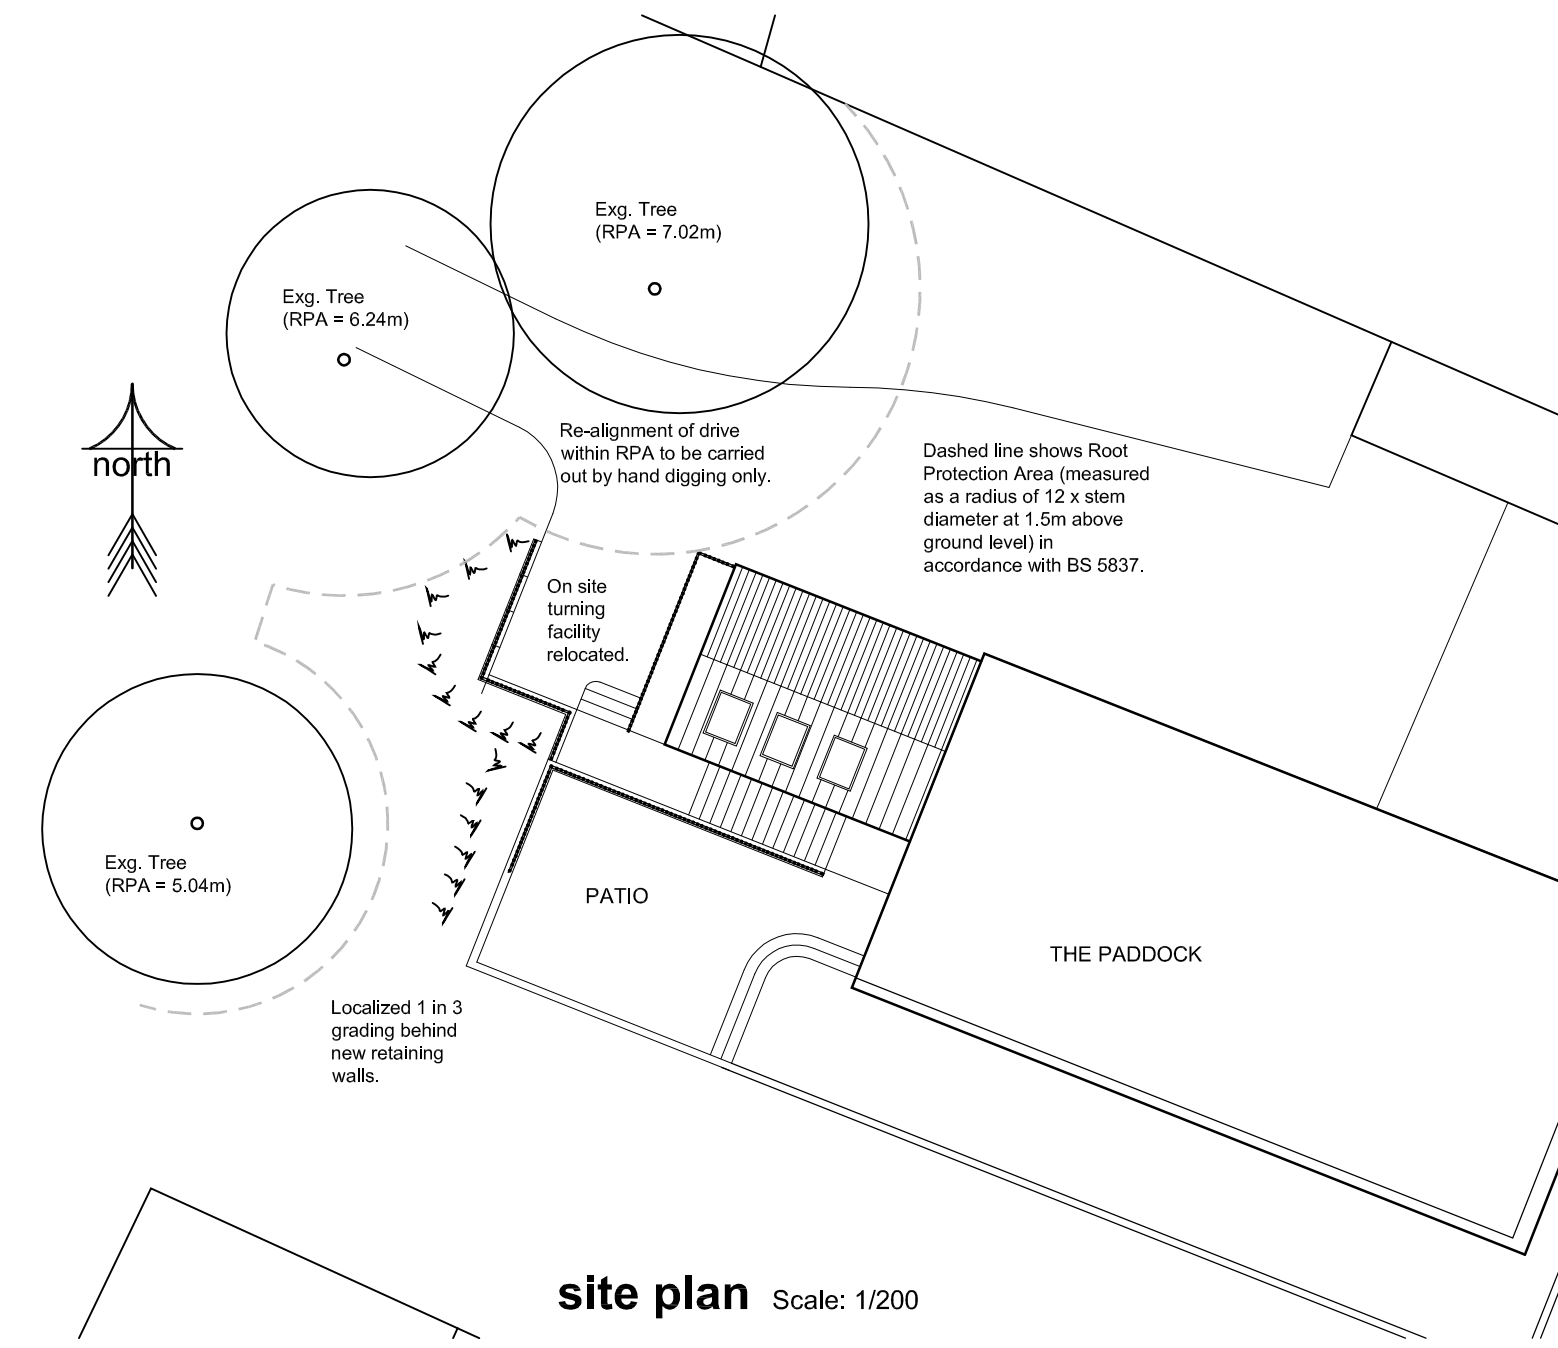 Exg. Tree
(RPA = 7.02m)
Exg. Tree
(RPA = 6.24m)
north
Re-alignment of drive
within RPA to be carried
out by hand digging only.
Dashed line shows Root
Protection Area (measured
as a radius of 12 x stem
diameter at 1.5m above
ground level) in
accordance with BS 5837.
On site
turning
facility
relocated.
Exg. Tree
(RPA = 5.04m)
PATIO
THE PADDOCK
Localized 1 in 3
grading behind
new retaining
walls.
site plan Scale: 1/200